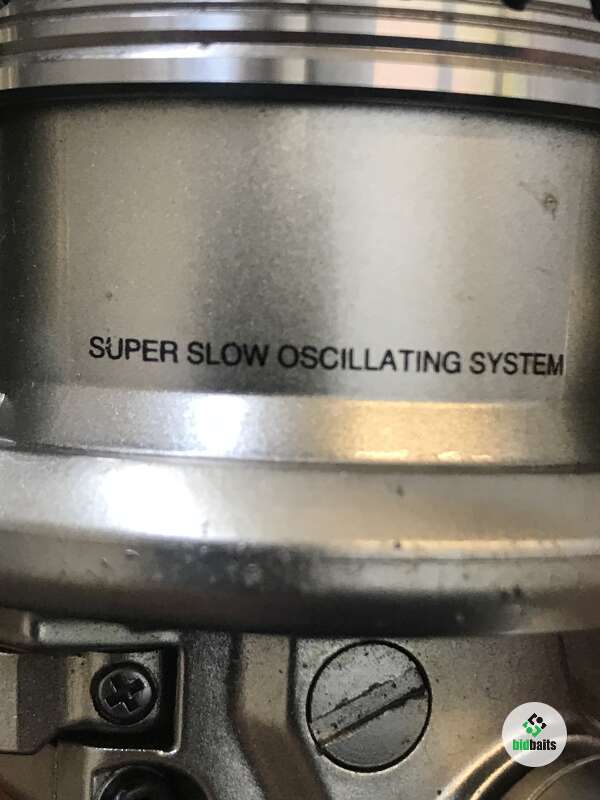 SUPER SLOW OSCILLATING SYSTEM
bidbaits